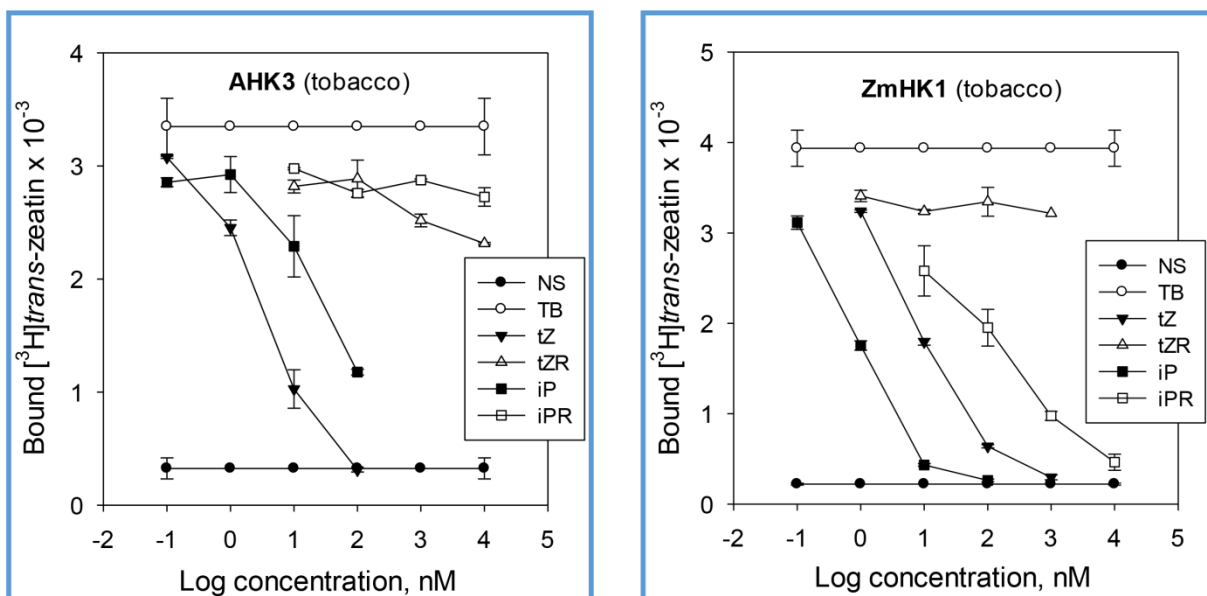 AHK3 (tobacco)
Bound [³H]trans-zeatin x 10⁻³
4
3
2
1
0
NS
TB
tZ
tZR
iP
iPR
-2 -1 0 1 2 3 4 5
Log concentration, nM
ZmHK1 (tobacco)
Bound [³H]trans-zeatin x 10⁻³
5
4
3
2
1
0
NS
TB
tZ
tZR
iP
iPR
-2 -1 0 1 2 3 4 5
Log concentration, nM